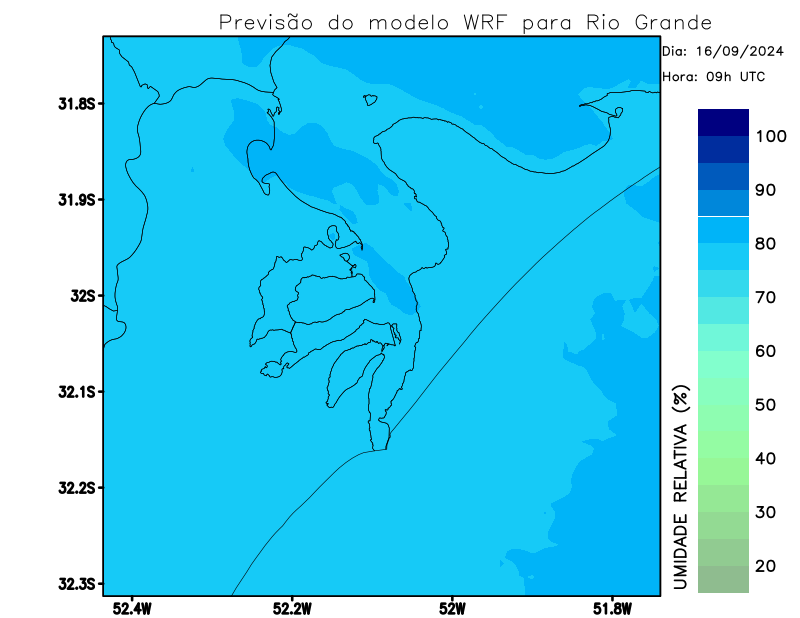 Previsão do modelo WRF para Rio Grande
Dia: 16/09/2024
Hora: 09h UTC
31.8S
31.9S
32S
32.1S
32.2S
32.3S
52.4W
52.2W
52W
51.8W
100
90
80
70
60
50
40
30
20
UMIDADE RELATIVA (%)